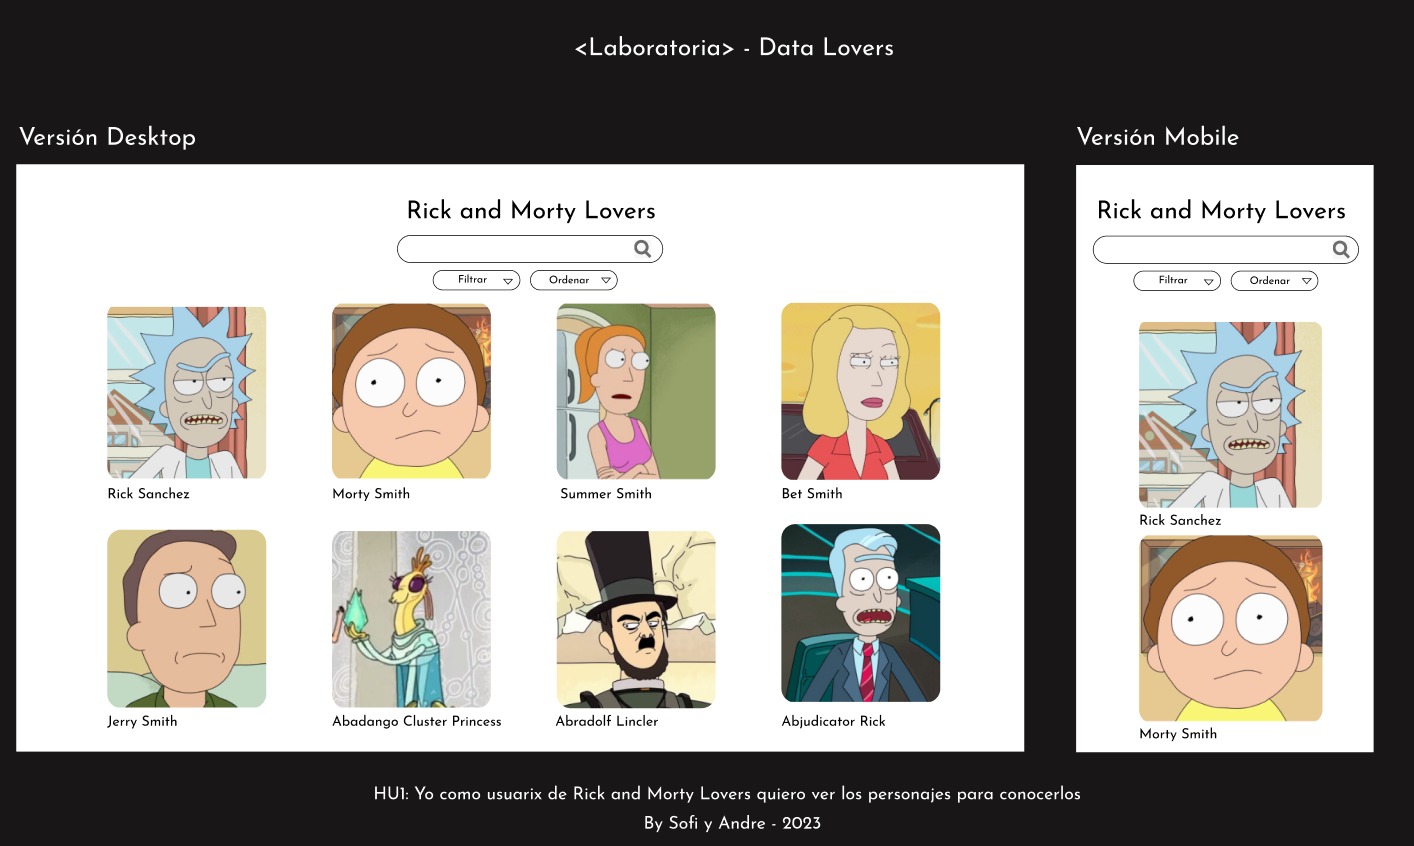 <Laboratoria> - Data Lovers
Versión Desktop
Rick and Morty Lovers
Filtrar
Ordenar
Rick Sanchez
Morty Smith
Summer Smith
Bet Smith
Jerry Smith
Abadango Cluster Princess
Abradolf Lincler
Abjudicator Rick
Versión Mobile
Rick and Morty Lovers
Filtrar
Ordenar
Rick Sanchez
Morty Smith
HU1: Yo como usuarix de Rick and Morty Lovers quiero ver los personajes para conocerlos
By Sofi y Andre - 2023